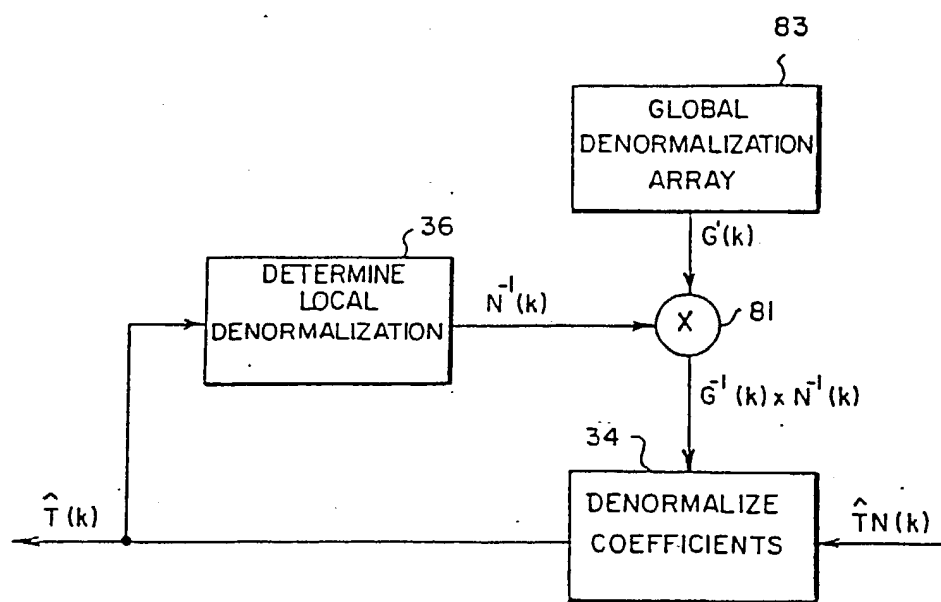 83
GLOBAL
DENORMALIZATION
ARRAY
G'(k)
36
DETERMINE
LOCAL
DENORMALIZATION
N⁻¹(k)
X
81
G⁻¹(k) x N⁻¹(k)
34
DENORMALIZE
COEFFICIENTS
T̂(k)
T̂N(k)